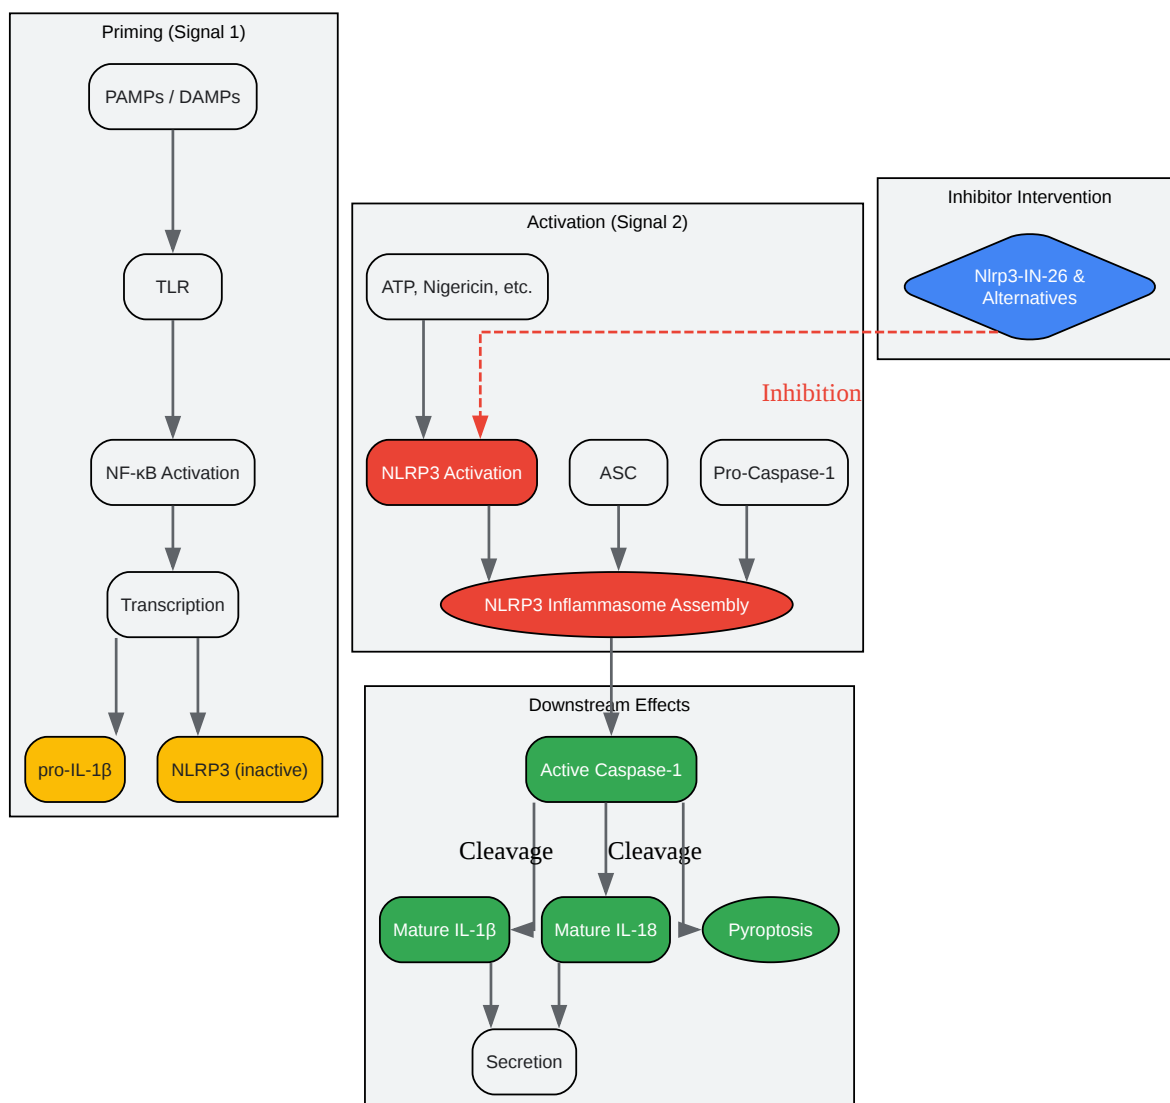 Priming (Signal 1)
PAMPs / DAMPs
TLR
NF-κB Activation
Transcription
pro-IL-1β
NLRP3 (inactive)
Activation (Signal 2)
ATP, Nigericin, etc.
Inhibition
NLRP3 Activation
ASC
Pro-Caspase-1
NLRP3 Inflammasome Assembly
Inhibitor Intervention
Nlrp3-IN-26 &
Alternatives
Downstream Effects
Active Caspase-1
Cleavage
Cleavage
Mature IL-1β
Mature IL-18
Pyroptosis
Secretion